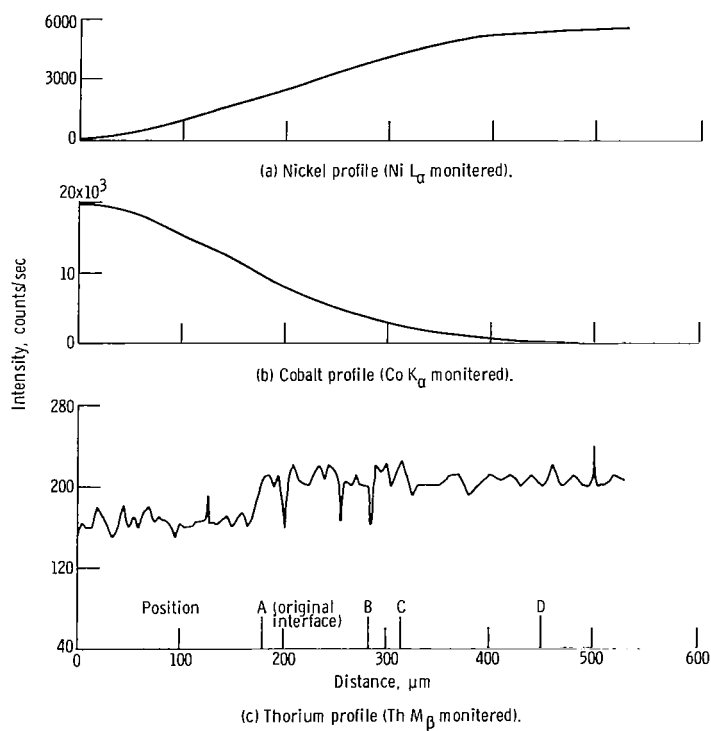 6000
3000
0
(a) Nickel profile (Ni Lα monitered).
20x10³
10
0
(b) Cobalt profile (Co Kα monitered).
Intensity, counts/sec
280
200
120
40
Position A (original interface) B C D
0 100 200 300 400 500 600
Distance, μm
(c) Thorium profile (Th Mβ monitered).